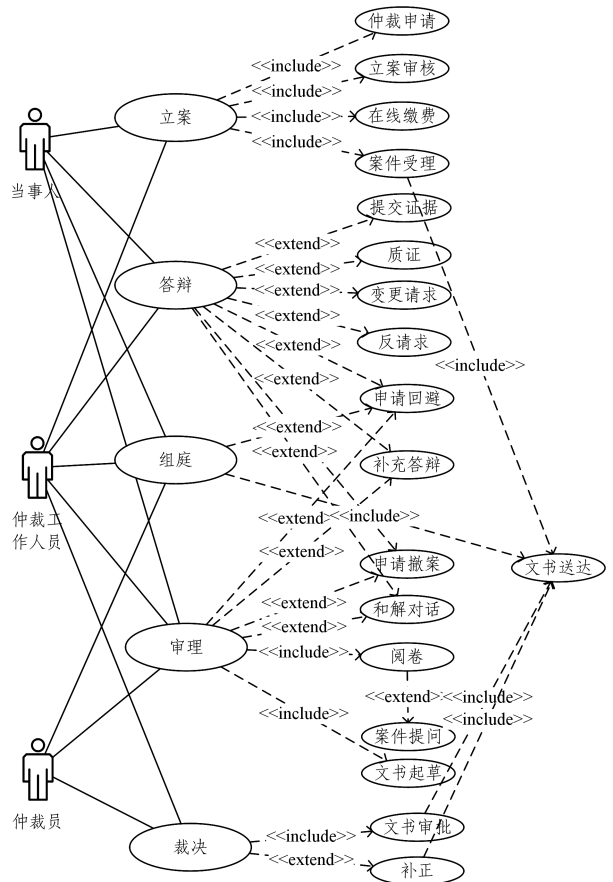 仲裁申请
<<include>>
立案审核
<<include>>
立案
<<include>>
在线缴费
<<include>>
案件受理
当事人
提交证据
<<extend>>
质证
<<extend>>
答辩
<<extend>>
变更请求
<<extend>>
反请求
<<extend>>
<<include>>
<<extend>>
申请回避
<<extend>>
<<extend>>
组庭
补充答辩
仲裁工
作人员
<<extend>
<<include>>
<<extend>>
申请撤案
文书送达
<<extend>>
和解对话
<<extend>>
审理
<<include>>
阅卷
<<extend>
<<include>>
<<include>>
<<include>>
案件提问
文书起草
仲裁员
文书审批
<<include>>
裁决
<<extend>>
补正